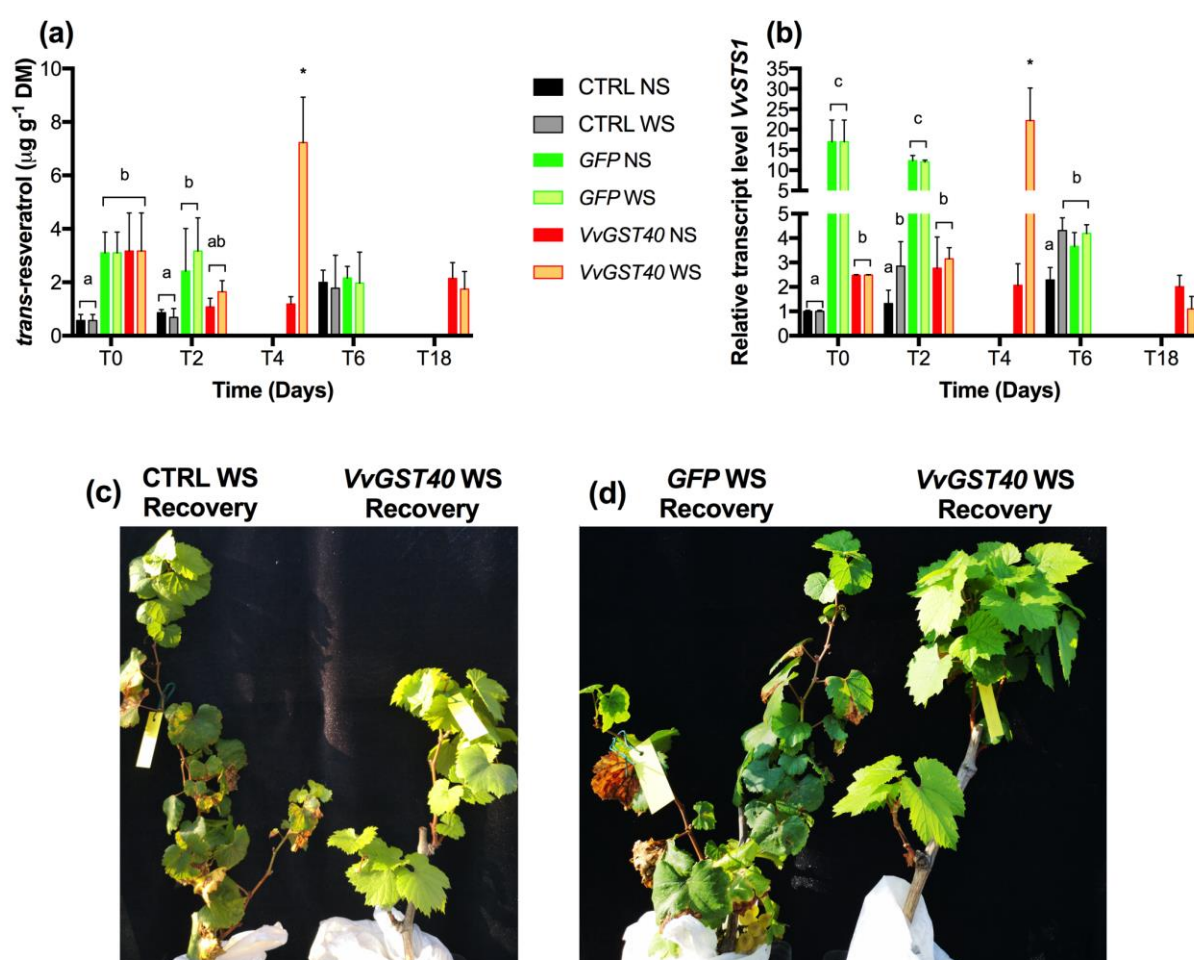 (a)
trans-resveratrol (µg g⁻¹ DM)
10
8
6
4
2
0
a
b
a
b
ab
*
T0
T2
T4
T6
T18
Time (Days)
CTRL NS
CTRL WS
GFP NS
GFP WS
VvGST40 NS
VvGST40 WS
(b)
Relative transcript level VvSTS1
35
30
25
20
15
10
5
4
3
2
1
0
a
c
b
a
b
c
b
*
a
b
T0
T2
T4
T6
T18
Time (Days)
(c)
CTRL WS
Recovery
VvGST40 WS
Recovery
(d)
GFP WS
Recovery
VvGST40 WS
Recovery